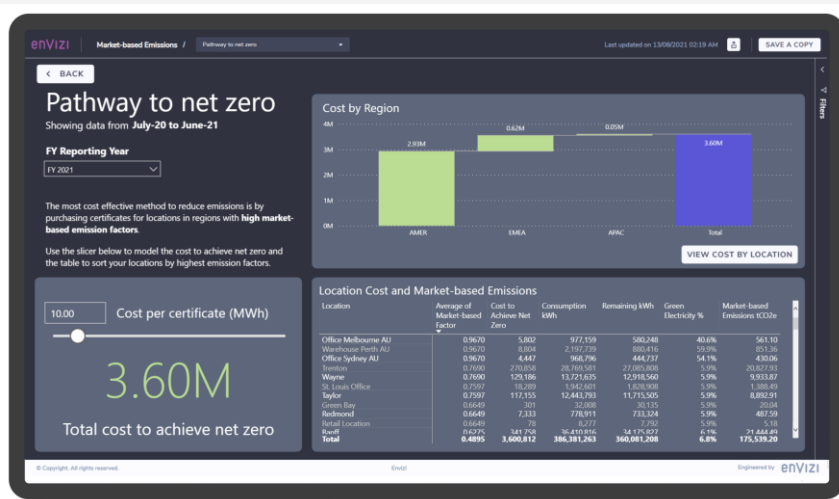 enVIZI Market-based Emissions / Pathway to net zero Last updated on 13/08/2021 02:19 AM SAVE A COPY
BACK
Filters
Pathway to net zero
Showing data from July-20 to June-21
FY Reporting Year
FY 2021
The most cost effective method to reduce emissions is by
purchasing certificates for locations in regions with high market-
based emission factors.
Use the slicer below to model the cost to achieve net zero and
the table to sort your locations by highest emission factors.
Cost by Region
4M
3M
2M
1M
0M
2.93M
0.62M
0.05M
3.60M
AMER EMEA APAC Total
VIEW COST BY LOCATION
10.00 Cost per certificate (MWh)
3.60M
Total cost to achieve net zero
Location Cost and Market-based Emissions
Location Average of Cost to Consumption Remaining kWh Green Market-based
Market-based Achieve Net kWh Electricity % Emissions tCO2e
Factor Zero
Office Melbourne AU 0.9670 5,802 977,159 580,248 40.6% 561.10
Warehouse Perth AU 0.9670 8,804 2,197,739 880,416 59.9% 851.36
Office Sydney AU 0.9670 4,447 968,796 444,737 54.1% 430.06
Trenton 0.7690 270,858 28,769,581 27,085,808 5.9% 20,827.93
Wayne 0.7690 129,186 13,721,635 12,918,560 5.9% 9,933.87
St. Louis Office 0.7597 18,289 1,942,601 1,828,908 5.9% 1,388.49
Taylor 0.7597 117,155 12,443,793 11,715,505 5.9% 8,892.91
Green Bay 0.6649 301 32,008 30,135 5.9% 20.04
Redmond 0.6649 7,333 778,911 733,324 5.9% 487.59
Retail Location 0.6649 78 8,277 7,792 5.9% 5.18
Banff 0.6275 341,758 36,410,816 34,175,827 6.1% 21,444.49
Total 0.4895 3,600,812 386,381,263 360,081,208 6.8% 175,539.20
© Copyright. All rights reserved. Envizi Engineered by enVIZI